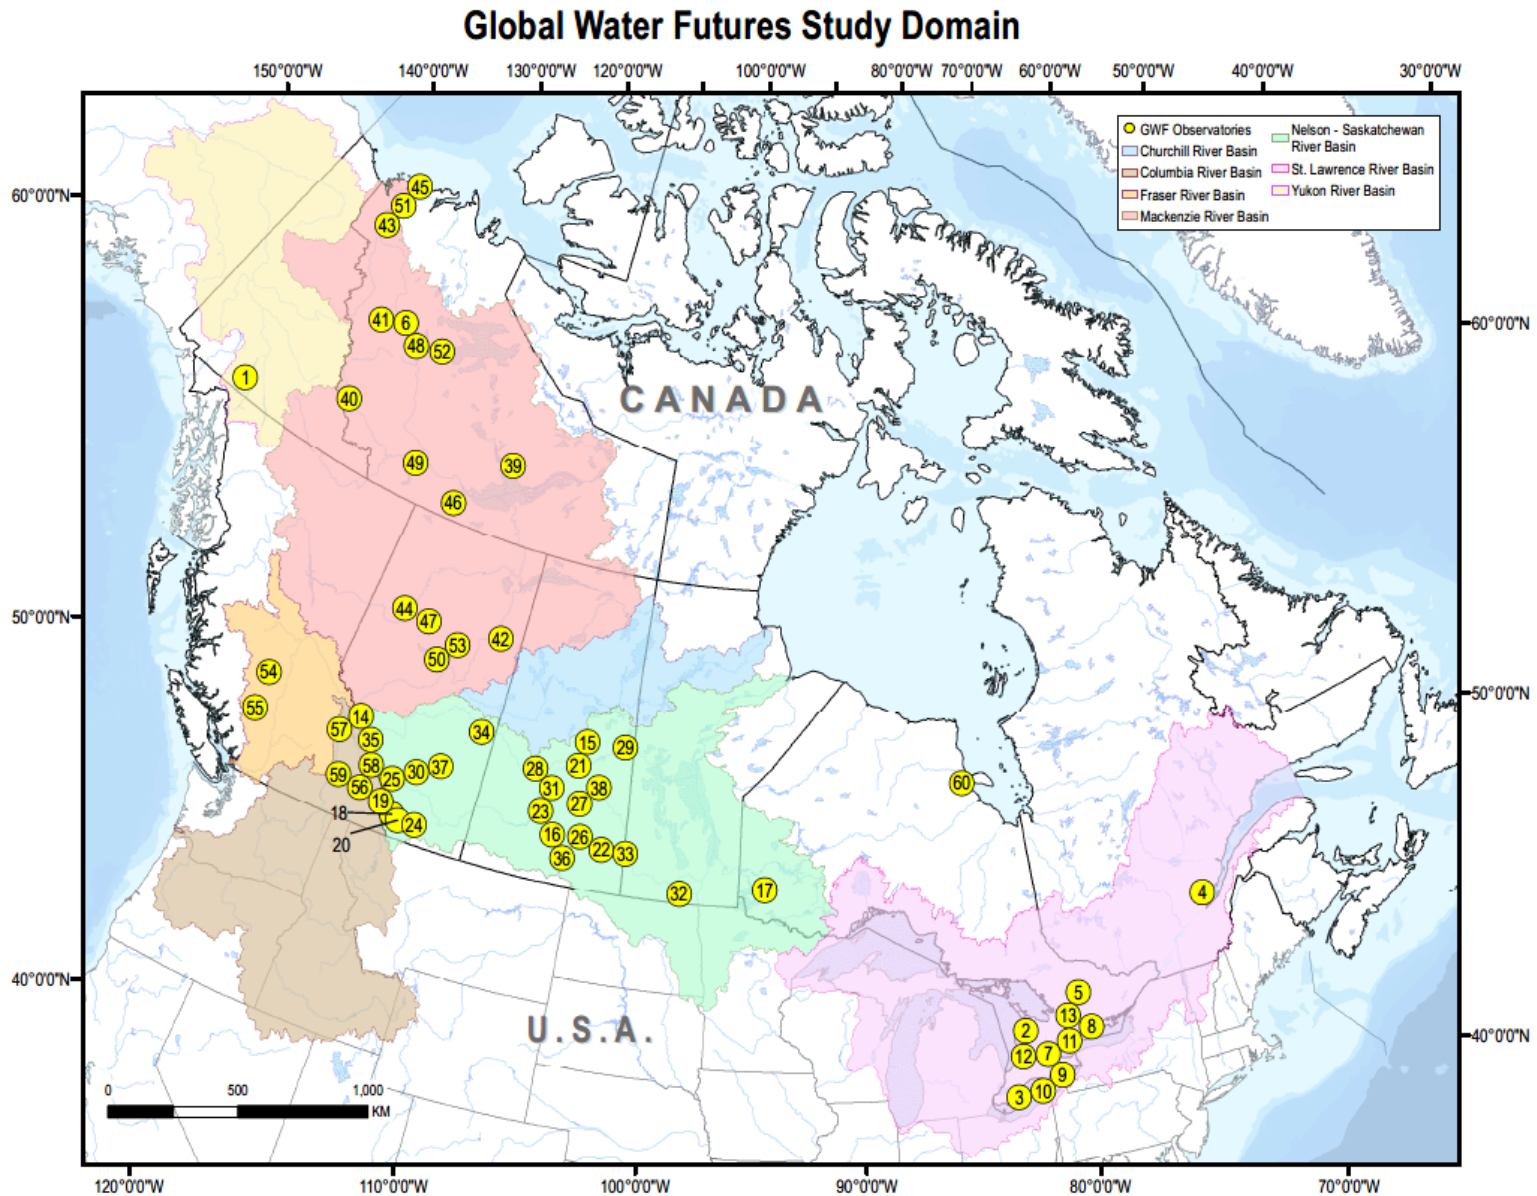 Global Water Futures Study Domain
150°0'0"W 140°0'0"W 130°0'0"W 120°0'0"W 100°0'0"W 80°0'0"W 70°0'0"W 60°0'0"W 50°0'0"W 40°0'0"W 30°0'0"W
GWF Observatories
Churchill River Basin
Columbia River Basin
Fraser River Basin
Mackenzie River Basin
Nelson - Saskatchewan
River Basin
St. Lawrence River Basin
Yukon River Basin
60°0'0"N
45
51
43
60°0'0"N
41 6
48 52
1
40
CANADA
49 39
46
50°0'0"N
44
47
53 42
50
54
50°0'0"N
55
14
57
35 34
15 29
58 30 37 28 21
59 25
56 31 38
60
19 23 27
18
20 24
16 26
22 33
36
32 17
4
40°0'0"N
5
13
2 8
U.S.A.
11
40°0'0"N
12 7
9
10
3
0 500 1,000
KM
120°0'0"W 110°0'0"W 100°0'0"W 90°0'0"W 80°0'0"W 70°0'0"W